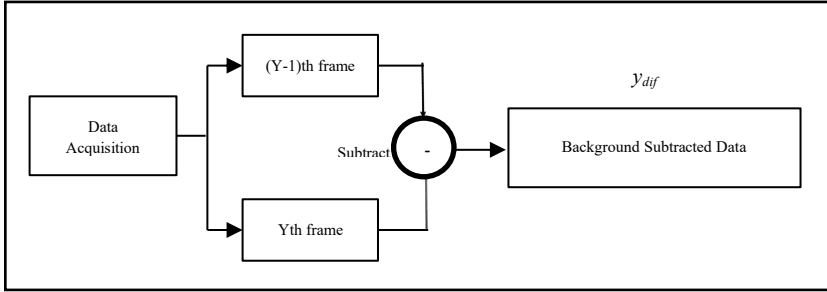 (Y-1)th frame
y_dif
Data
Acquisition
Subtract
-
Background Subtracted Data
Yth frame